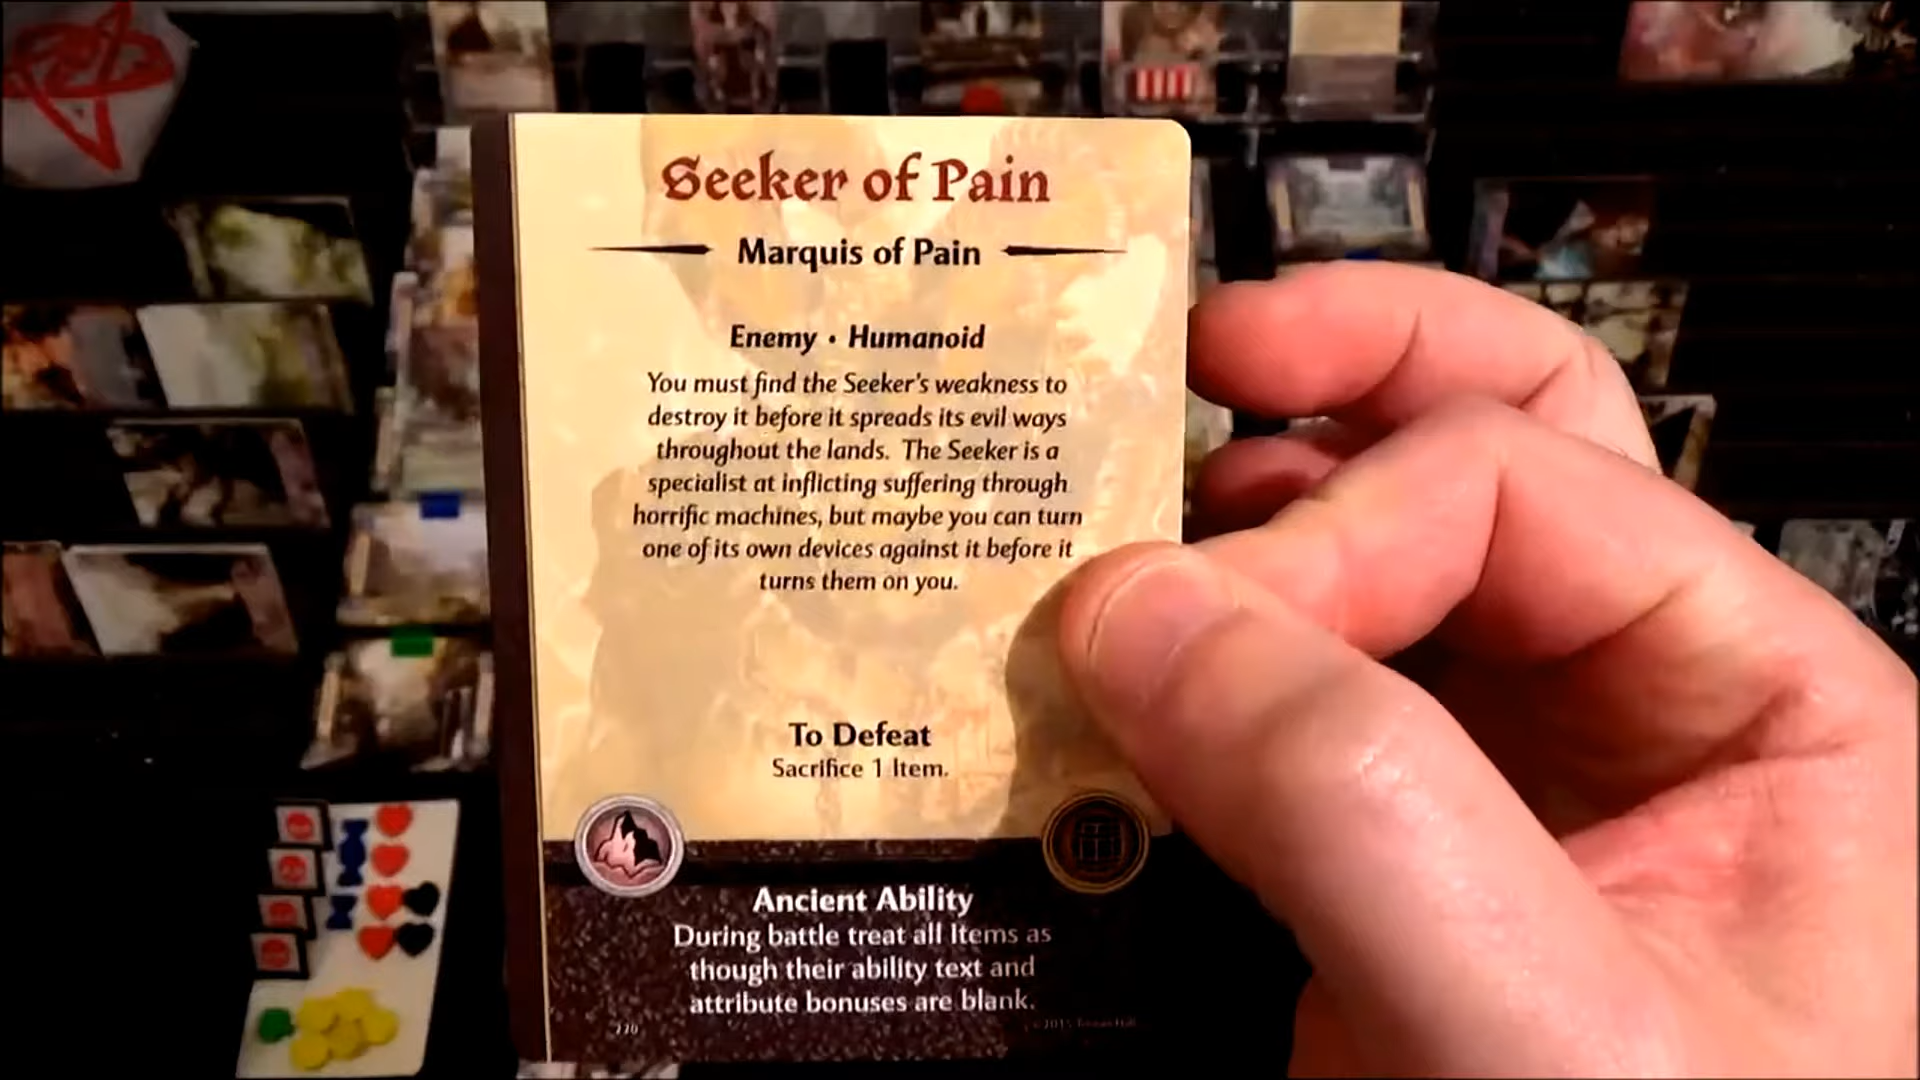 Seeker of Pain
Marquis of Pain
Enemy • Humanoid
You must find the Seeker's weakness to
destroy it before it spreads its evil ways
throughout the lands. The Seeker is a
specialist at inflicting suffering through
horrific machines, but maybe you can turn
one of its own devices against it before it
turns them on you.
To Defeat
Sacrifice 1 Item.
Ancient Ability
During battle treat all Items as
though their ability text and
attribute bonuses are blank.
220